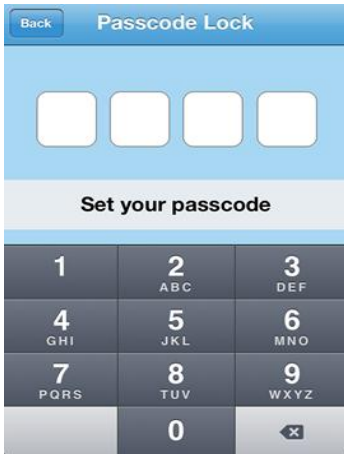 Back Passcode Lock
Set your passcode
1 2 3
ABC DEF
4 5 6
GHI JKL MNO
7 8 9
PQRS TUV WXYZ
0